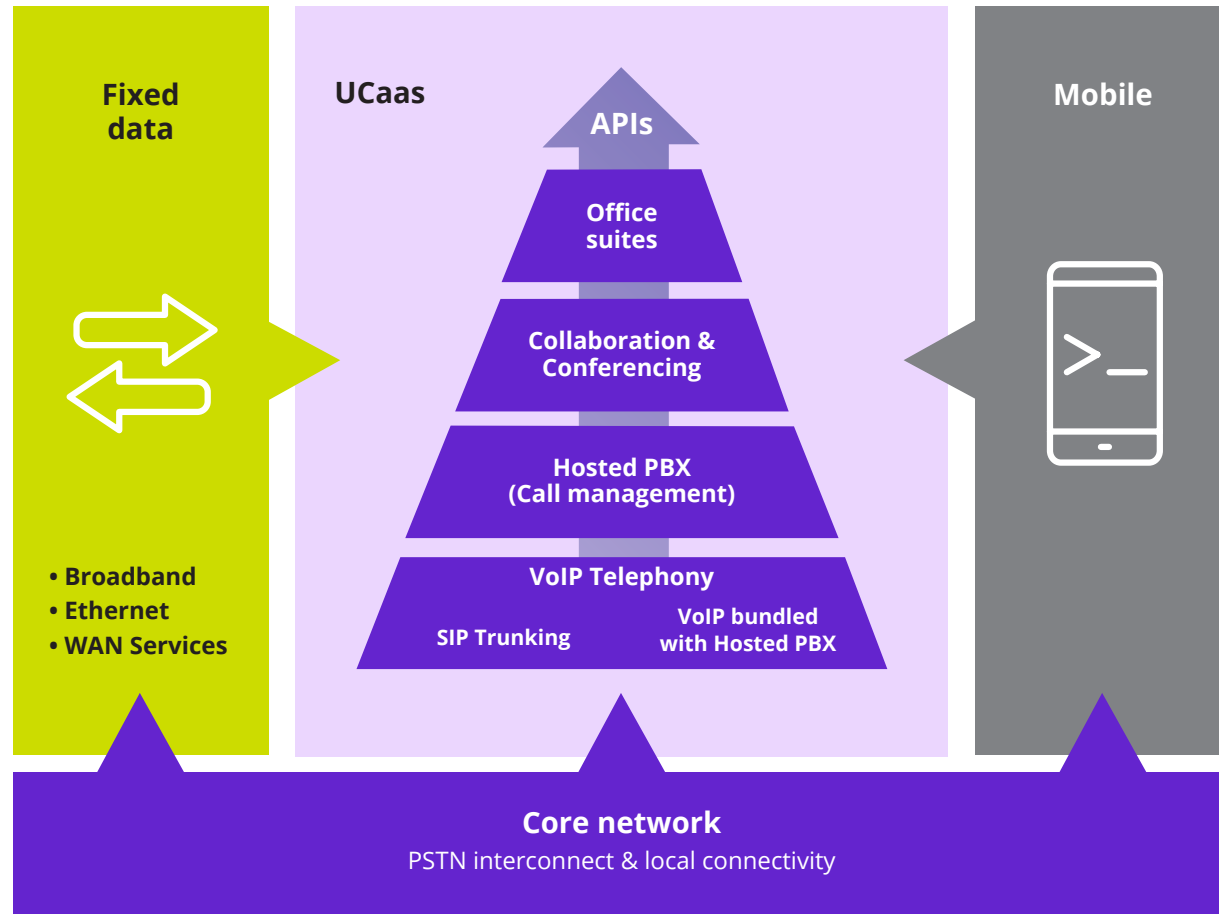 Fixed
data
• Broadband
• Ethernet
• WAN Services
UCaas
APIs
Office
suites
Collaboration &
Conferencing
Hosted PBX
(Call management)
VoIP Telephony
SIP Trunking
VoIP bundled
with Hosted PBX
Mobile
Core network
PSTN interconnect & local connectivity